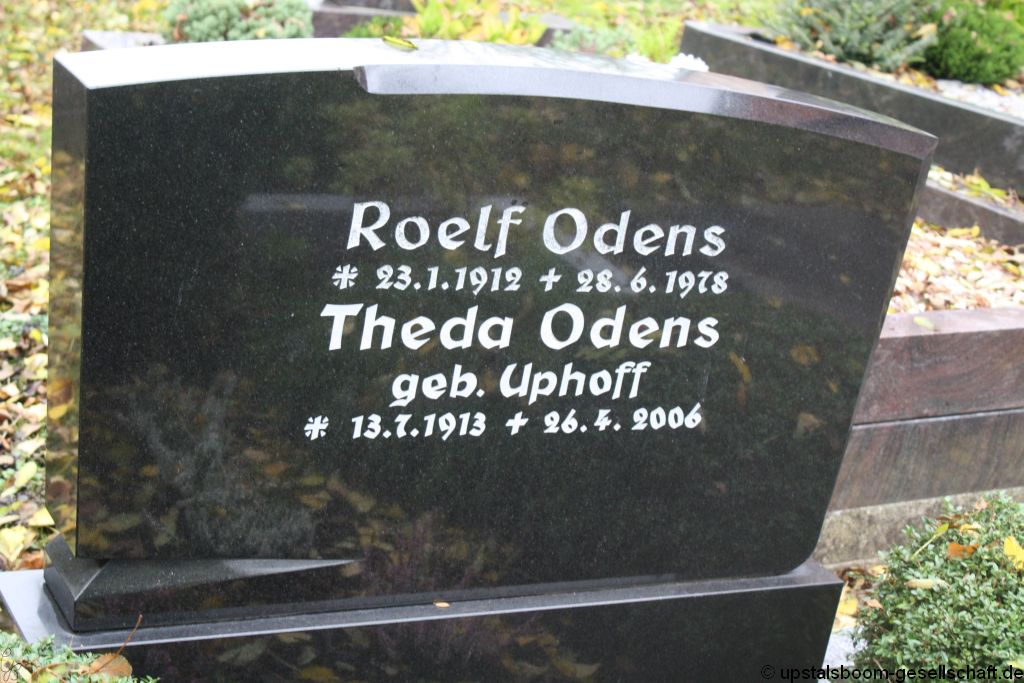 Roelf Odens
* 23.1.1912 + 28.6.1978
Theda Odens
geb. Uphoff
* 13.7.1913 + 26.4.2006
© upstalsboom-gesellschaft.de